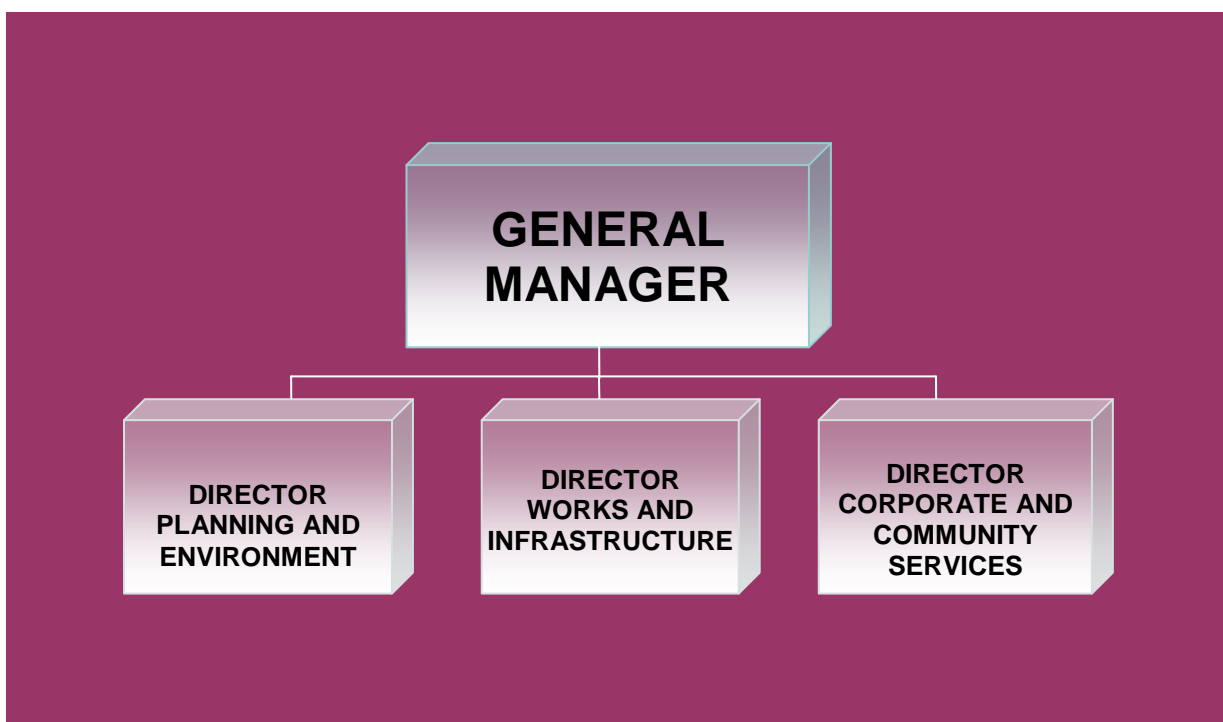 GENERAL
MANAGER
DIRECTOR
PLANNING AND
ENVIRONMENT
DIRECTOR
WORKS AND
INFRASTRUCTURE
DIRECTOR
CORPORATE AND
COMMUNITY
SERVICES